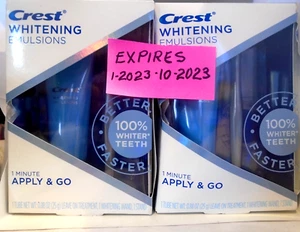 Crest
WHITENING
EMULSIONS
BETTER
100%
WHITER
TEETH
FASTER
1 MINUTE
APPLY & GO
EXPIRES
1-2023-10-2023
Crest
WHITENING
EMULSIONS
BETTER
100%
WHITER
TEETH
FASTER
1 MINUTE
APPLY & GO